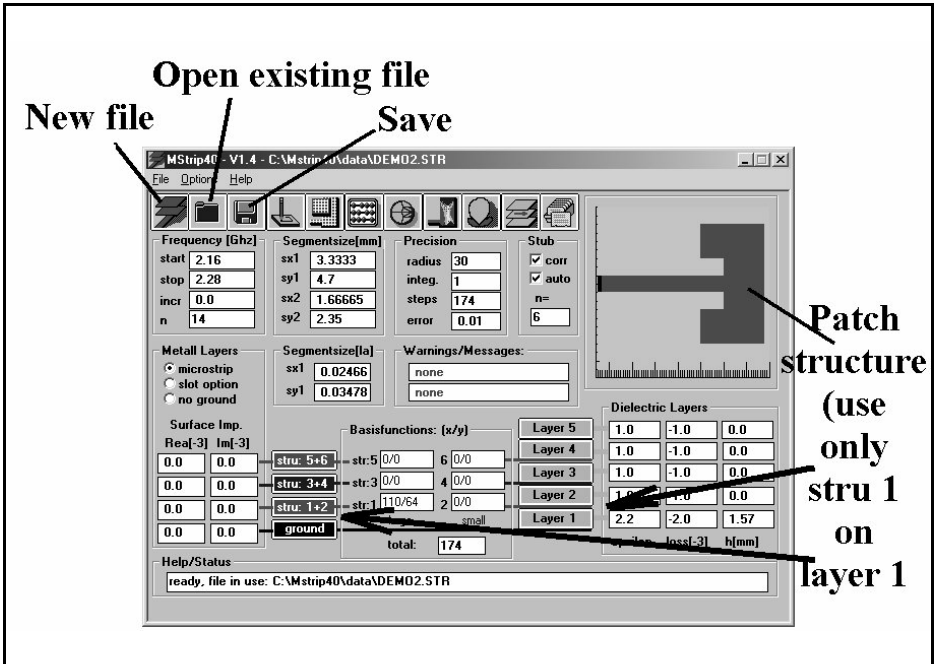 Open existing file
New file
Save
MStrip40 - V1.4 - C:\Mstrip40\data\DEMO2.STR
File Options Help
Frequency [Ghz]
start 2.16
stop 2.28
incr 0.0
n 14
Segmentsize[mm]
sx1 3.3333
sy1 4.7
sx2 1.66665
sy2 2.35
Precision
radius 30
integ. 1
steps 174
error 0.01
Stub
corr
auto
n=
6
Patch
structure
(use
only
stru 1
on
layer 1
Metall Layers
microstrip
slot option
no ground
Segmentsize[la]
sx1 0.02466
sy1 0.03478
Warnings/Messages:
none
none
Surface Imp.
Rea[-3] Im[-3]
0.0 0.0 stru: 5+6
0.0 0.0 stru: 3+4
0.0 0.0 stru: 1+2
0.0 0.0 ground
Basisfunctions: (x/y)
str:5 0/0 6 0/0
str:3 0/0 4 0/0
str:1 110/64 2 0/0
small
total: 174
Layer 5
Layer 4
Layer 3
Layer 2
Layer 1
Dielectric Layers
1.0 -1.0 0.0
1.0 -1.0 0.0
1.0 -1.0 0.0
0.0
2.2 -2.0 1.57
loss[-3] h[mm]
Help/Status
ready, file in use: C:\Mstrip40\data\DEMO2.STR